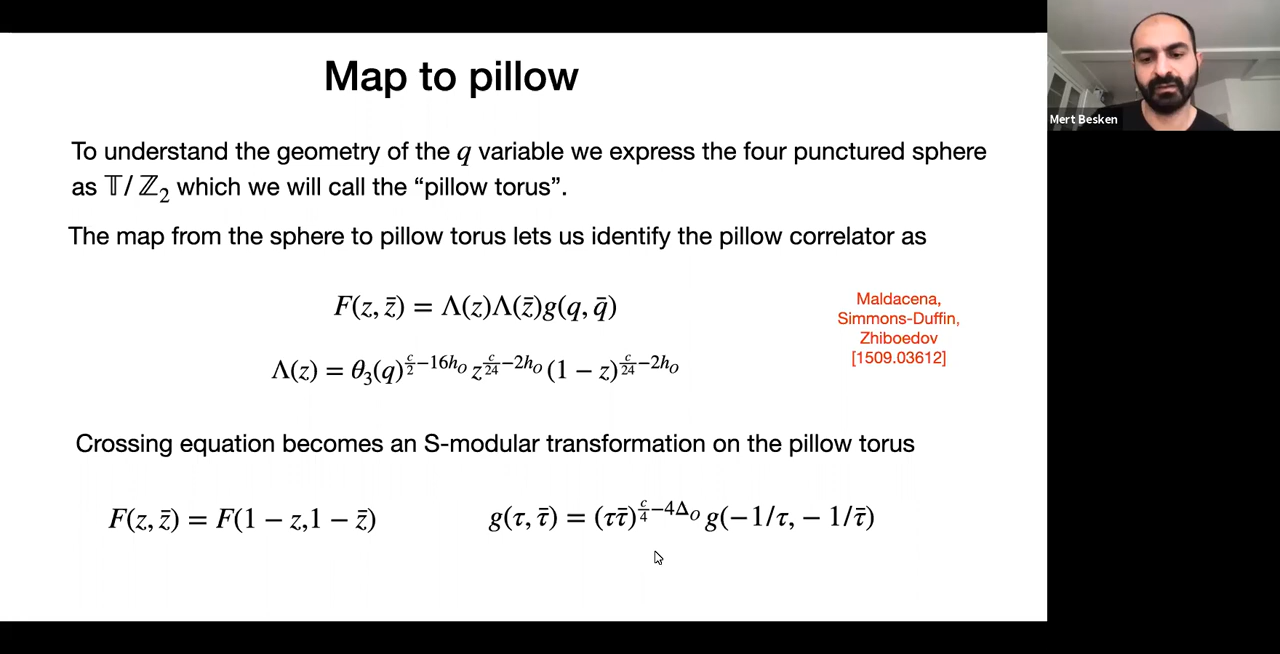 Map to pillow
To understand the geometry of the q variable we express the four punctured sphere
as 𝕋/ℤ₂ which we will call the “pillow torus”.
The map from the sphere to pillow torus lets us identify the pillow correlator as
F(z, z̄) = Λ(z)Λ(z̄)g(q, q̄)
Λ(z) = θ₃(q)^{c/2 − 16h_O} z^{c/24 − 2h_O} (1 − z)^{c/24 − 2h_O}
Maldacena,
Simmons-Duffin,
Zhiboedov
[1509.03612]
Crossing equation becomes an S-modular transformation on the pillow torus
F(z, z̄) = F(1 − z,1 − z̄)
g(τ, τ̄) = (ττ̄)^{c/4 − 4Δ_O} g(−1/τ, − 1/τ̄)
Mert Besken